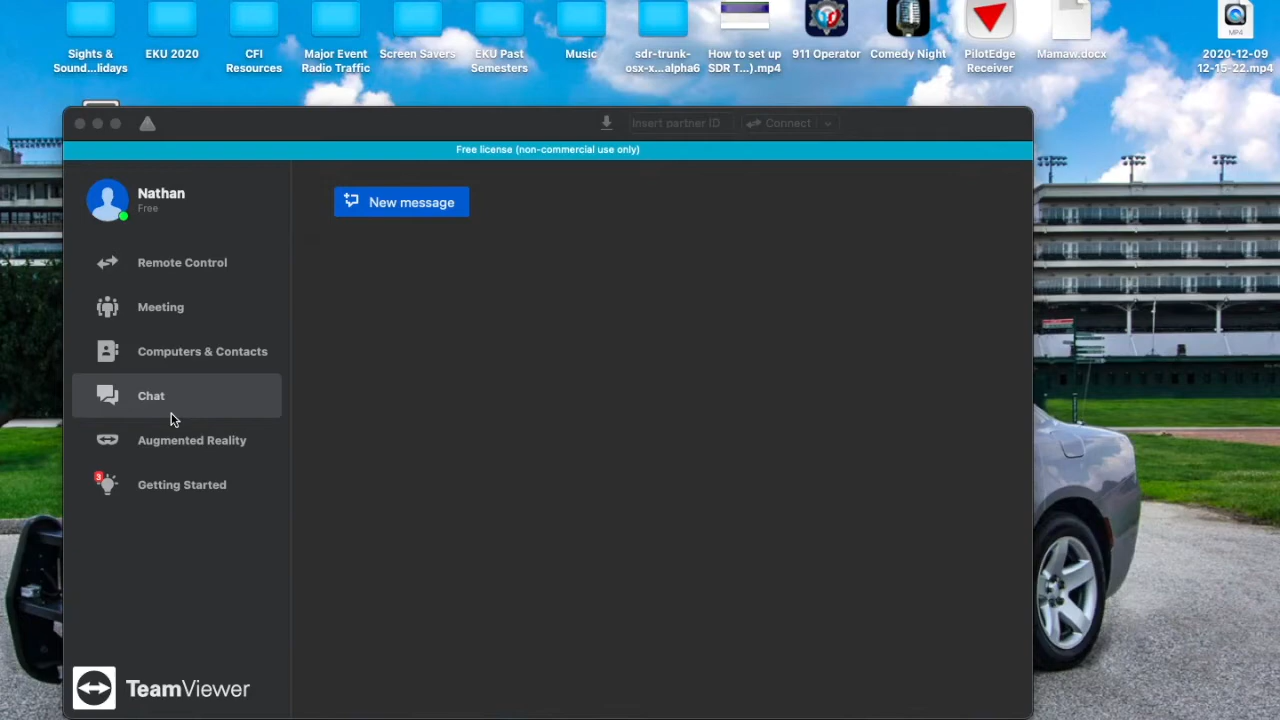 Sights &
Sound...lidays
EKU 2020
CFI
Resources
Major Event
Radio Traffic
Screen Savers
EKU Past
Semesters
Music
sdr-trunk-
osx-x...alpha6
How to set up
SDR T...).mp4
911 Operator
Comedy Night
PilotEdge
Receiver
Mamaw.docx
MP4
2020-12-09
12-15-22.mp4
Insert partner ID
Connect
Free license (non-commercial use only)
Nathan
Free
New message
Remote Control
Meeting
Computers & Contacts
Chat
Augmented Reality
3
Getting Started
TeamViewer